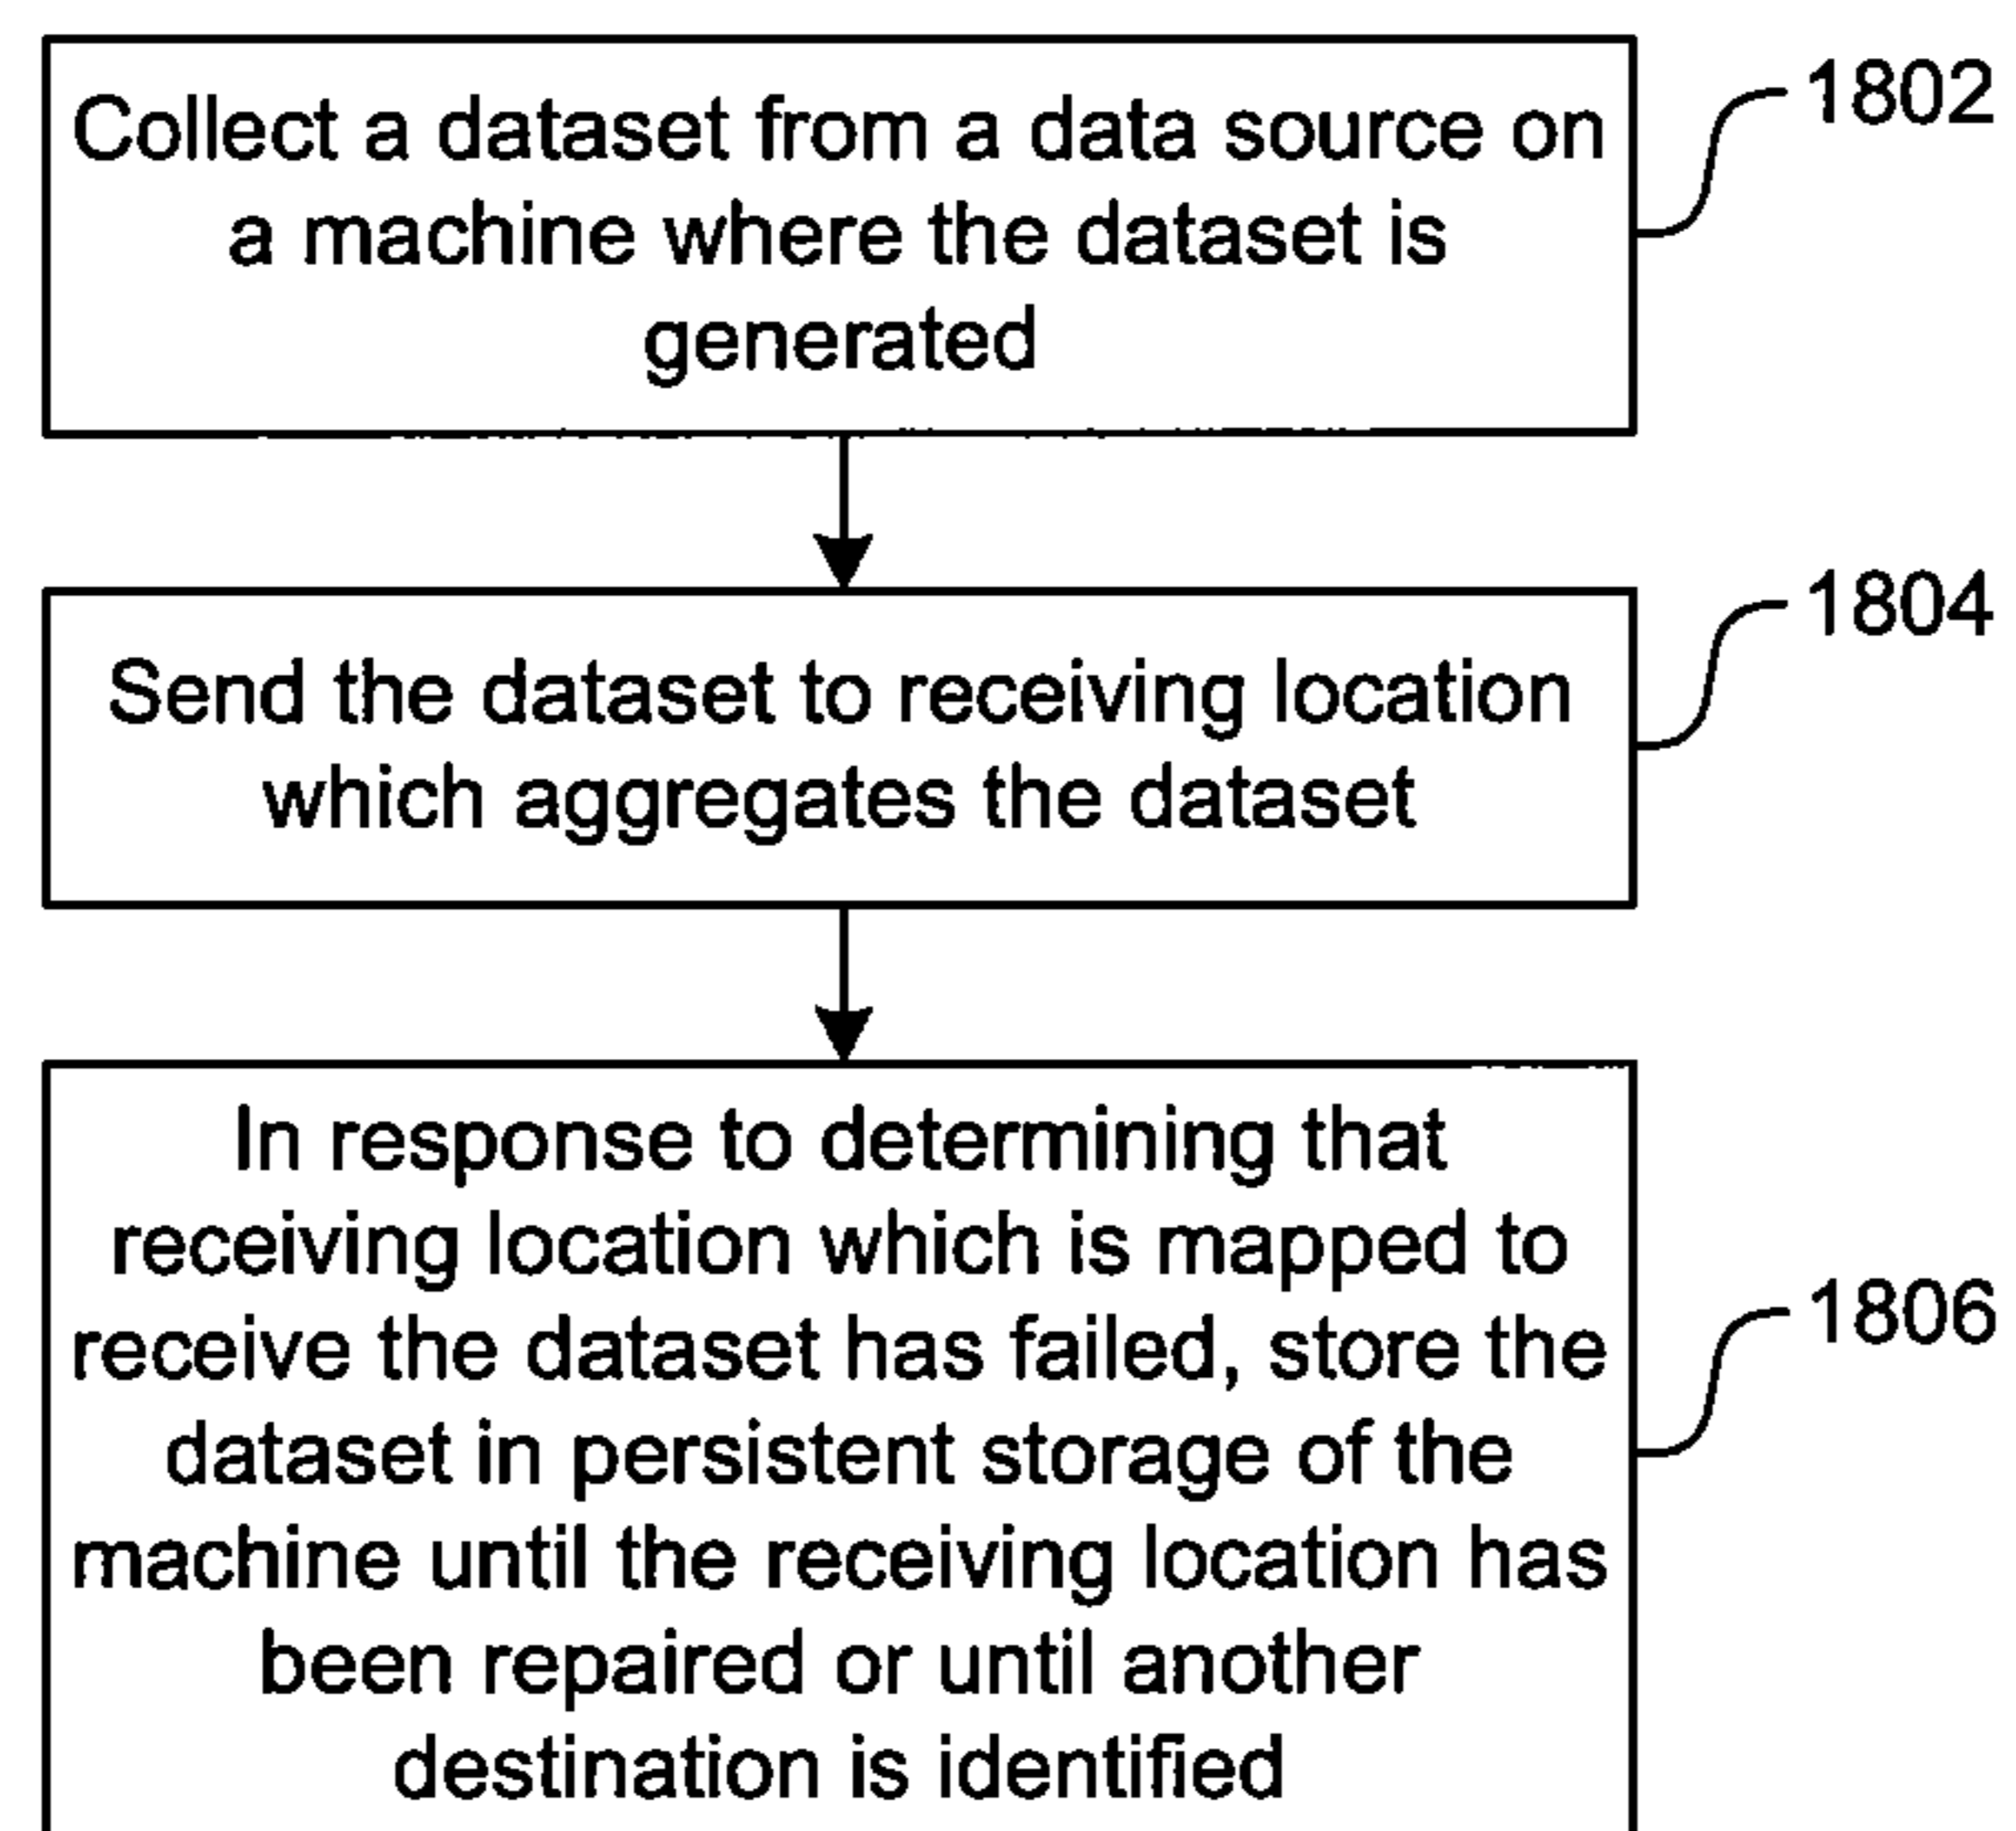 Collect a dataset from a data source on
a machine where the dataset is
generated
1802
Send the dataset to receiving location
which aggregates the dataset
1804
In response to determining that
receiving location which is mapped to
receive the dataset has failed, store the
dataset in persistent storage of the
machine until the receiving location has
been repaired or until another
destination is identified
1806